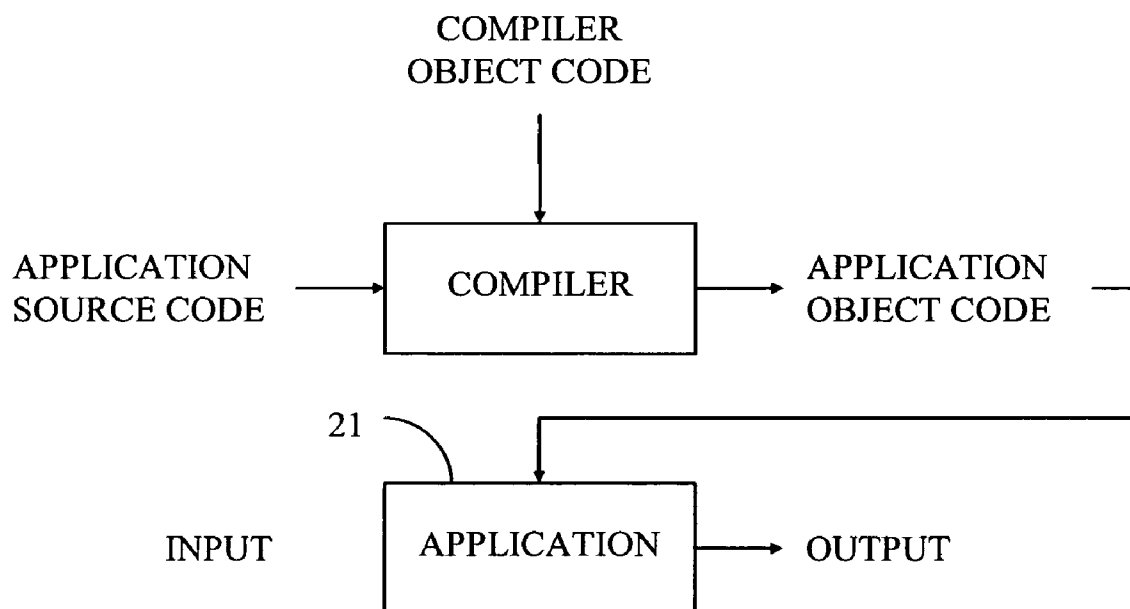 COMPILER
OBJECT CODE
APPLICATION
SOURCE CODE
COMPILER
APPLICATION
OBJECT CODE
21
INPUT
APPLICATION
OUTPUT